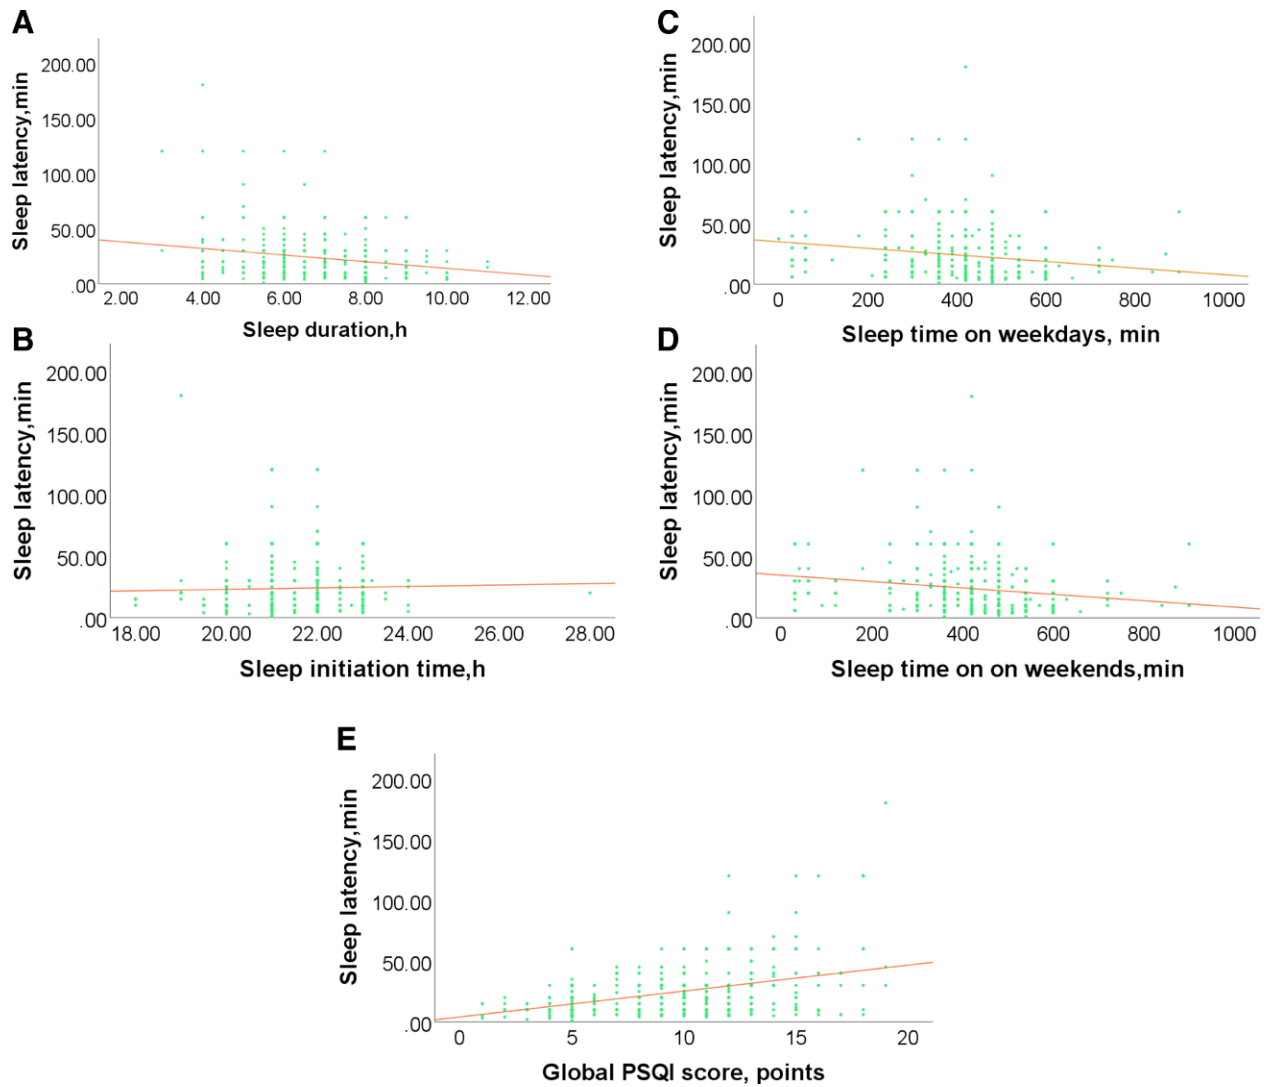 A
Sleep latency,min
200.00
150.00
100.00
50.00
.00
2.00 4.00 6.00 8.00 10.00 12.00
Sleep duration,h
C
Sleep latency,min
200.00
150.00
100.00
50.00
.00
0 200 400 600 800 1000
Sleep time on weekdays, min
B
Sleep latency,min
200.00
150.00
100.00
50.00
.00
18.00 20.00 22.00 24.00 26.00 28.00
Sleep initiation time,h
D
Sleep latency,min
200.00
150.00
100.00
50.00
.00
0 200 400 600 800 1000
Sleep time on on weekends,min
E
Sleep latency,min
200.00
150.00
100.00
50.00
.00
0 5 10 15 20
Global PSQI score, points